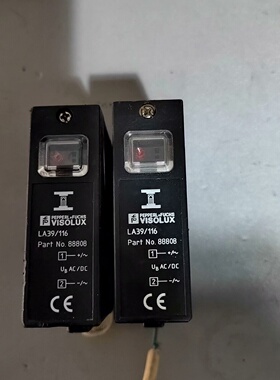 PEPPERL+FUCHS
VISOLUX
LA39/116
Part No. 88808
1 +/~
UB AC/DC
2 -/~
CE
PEPPERL+FUCHS
VISOLUX
LA39/116
Part No. 88808
1 +/~
UB AC/DC
2 -/~
CE